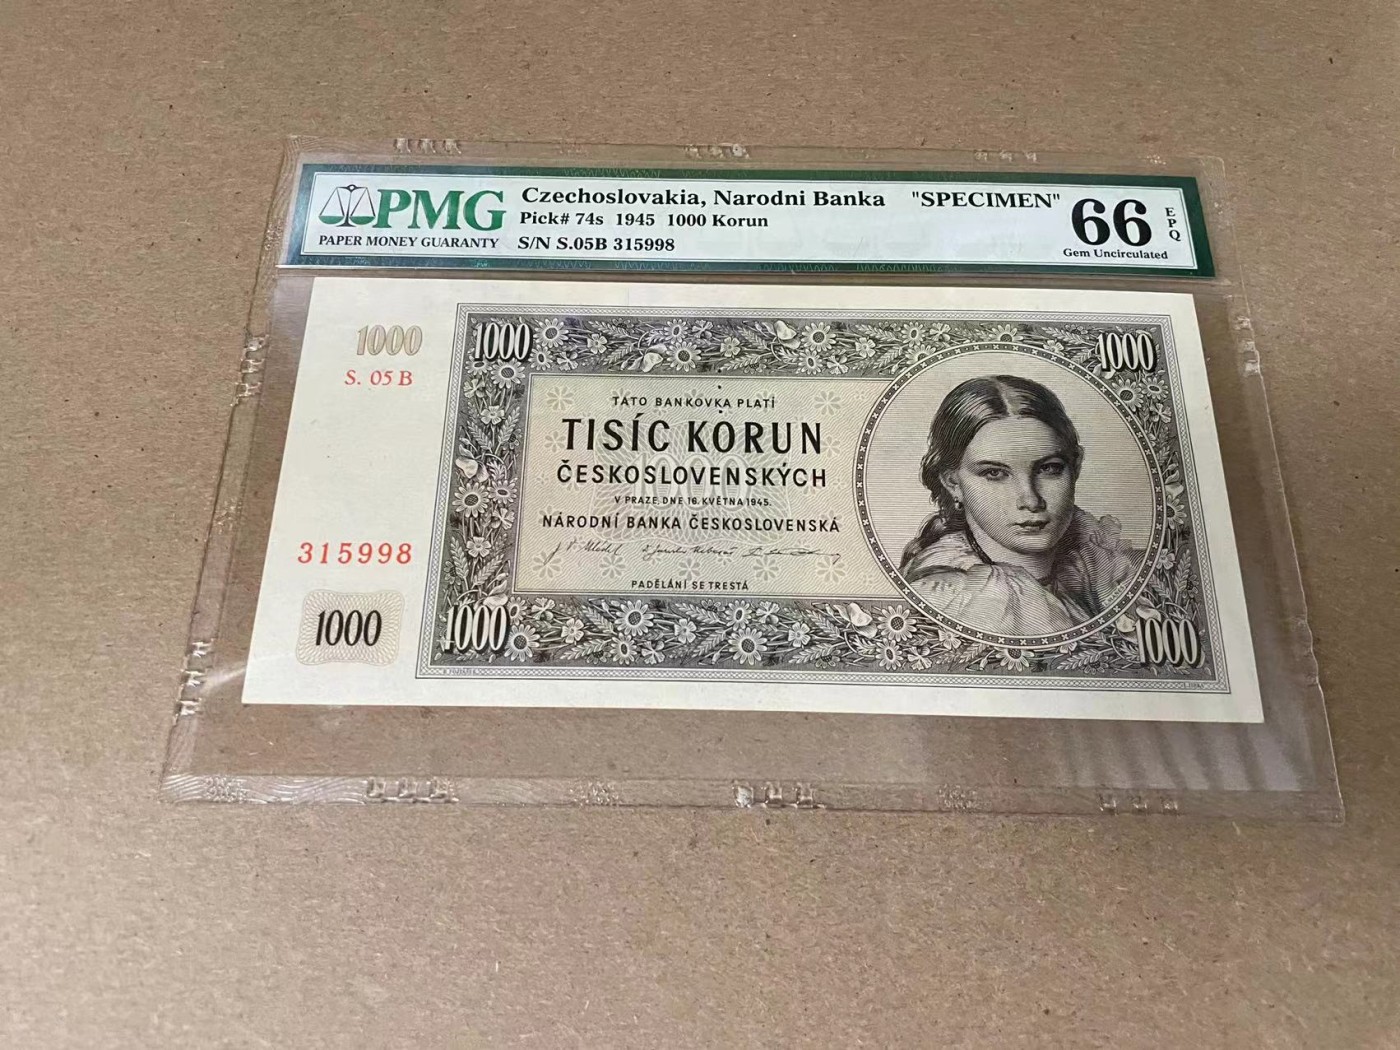 PMG
PAPER MONEY GUARANTY
Czechoslovakia, Narodni Banka "SPECIMEN"
Pick# 74s 1945 1000 Korun
S/N S.05B 315998
66
EPQ
Gem Uncirculated
1000
S. 05 B
315998
1000
1000
1000
TATO BANKOVKA PLATÍ
TISÍC KORUN
ČESKOSLOVENSKÝCH
V PRAZE, DNE 16. KVĚTNA 1945.
NÁRODNÍ BANKA ČESKOSLOVENSKÁ
PADĚLÁNÍ SE TRESTÁ
1000
1000